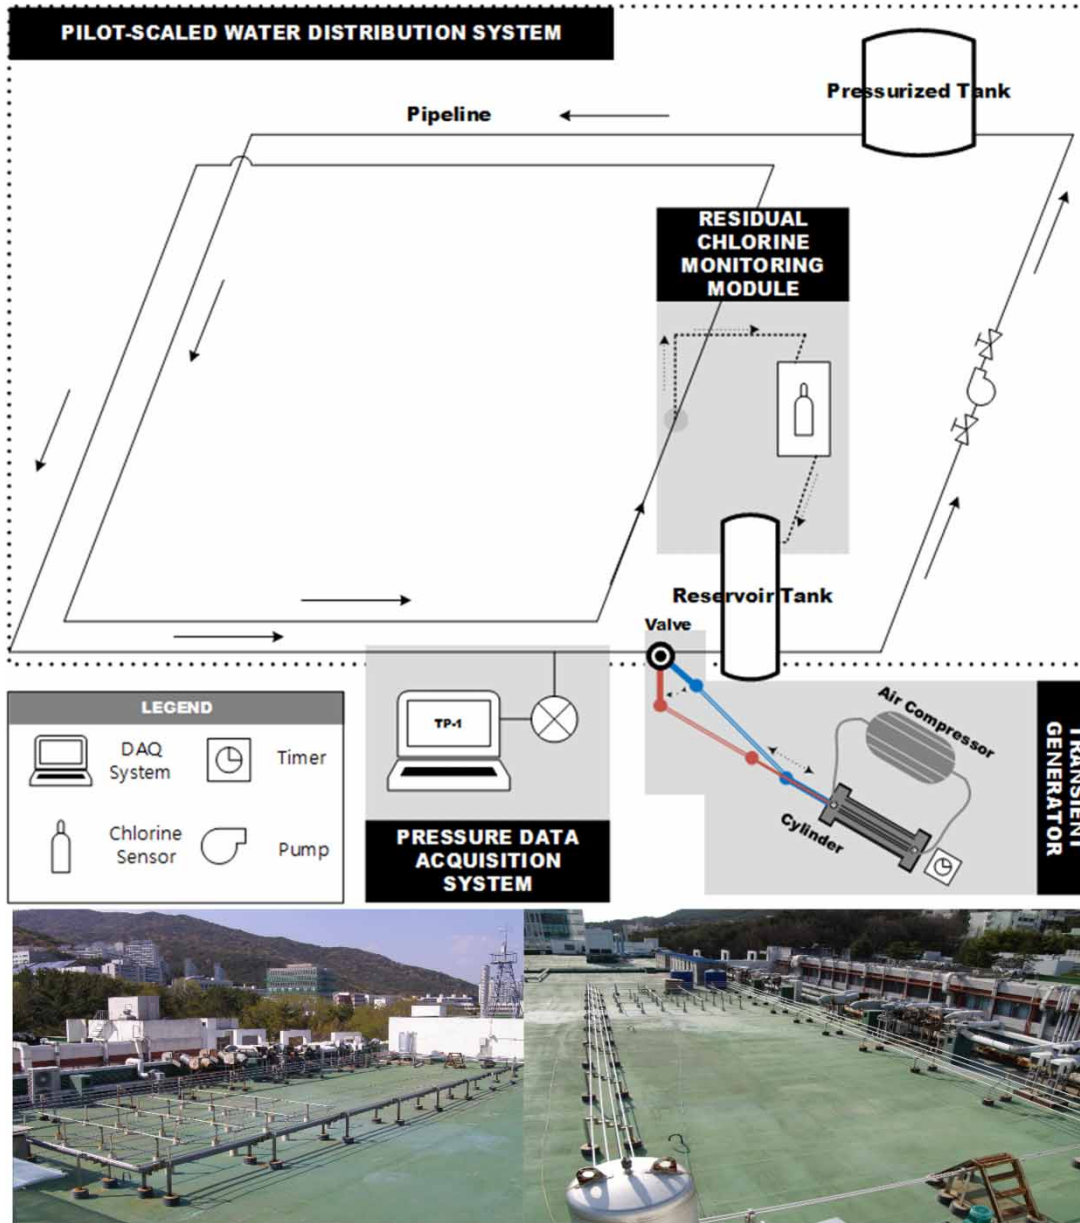 PILOT-SCALED WATER DISTRIBUTION SYSTEM
Pressurized Tank
Pipeline
RESIDUAL
CHLORINE
MONITORING
MODULE
Reservoir Tank
Valve
TP-1
PRESSURE DATA
ACQUISITION
SYSTEM
Air Compressor
Cylinder
TRANSIENT
GENERATOR
LEGEND
DAQ
System
Timer
Chlorine
Sensor
Pump